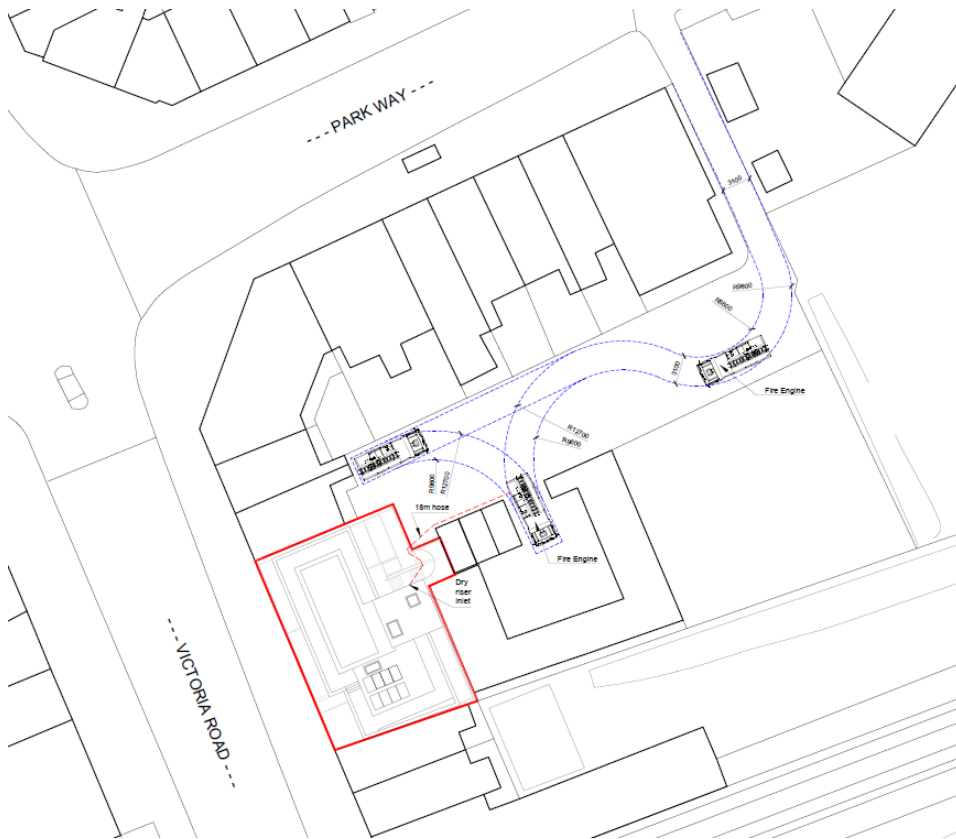 --- PARK WAY ---
3100
R9600
R6500
3100
Fire Engine
R12700
R9600
R9600
R12700
18m hose
Fire Engine
Dry
riser
inlet
--- VICTORIA ROAD ---